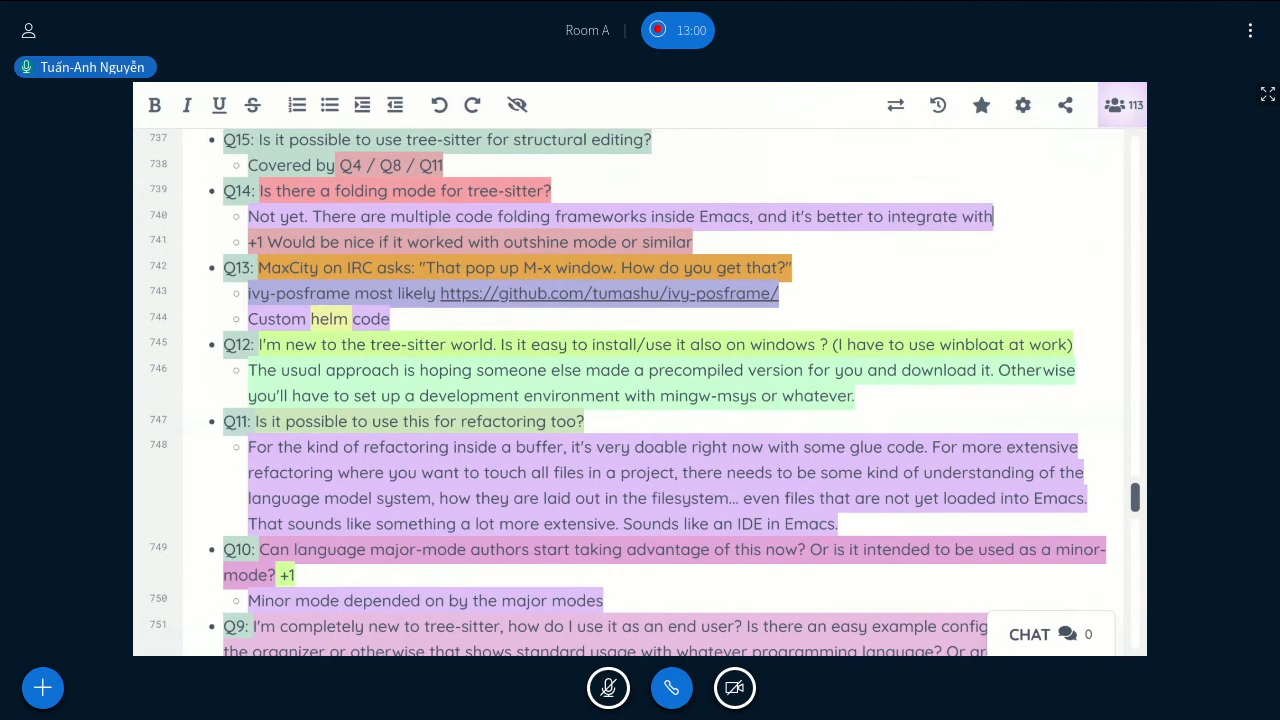 Room A | 13:00
Tuấn-Anh Nguyễn
113
737 • Q15: Is it possible to use tree-sitter for structural editing?
738 ◦ Covered by Q4 / Q8 / Q11
739 • Q14: Is there a folding mode for tree-sitter?
740 ◦ Not yet. There are multiple code folding frameworks inside Emacs, and it's better to integrate with
741 ◦ +1 Would be nice if it worked with outshine mode or similar
742 • Q13: MaxCity on IRC asks: "That pop up M-x window. How do you get that?"
743 ◦ ivy-posframe most likely https://github.com/tumashu/ivy-posframe/
744 ◦ Custom helm code
745 • Q12: I'm new to the tree-sitter world. Is it easy to install/use it also on windows ? (I have to use winbloat at work)
746 ◦ The usual approach is hoping someone else made a precompiled version for you and download it. Otherwise
you'll have to set up a development environment with mingw-msys or whatever.
747 • Q11: Is it possible to use this for refactoring too?
748 ◦ For the kind of refactoring inside a buffer, it's very doable right now with some glue code. For more extensive
refactoring where you want to touch all files in a project, there needs to be some kind of understanding of the
language model system, how they are laid out in the filesystem... even files that are not yet loaded into Emacs.
That sounds like something a lot more extensive. Sounds like an IDE in Emacs.
749 • Q10: Can language major-mode authors start taking advantage of this now? Or is it intended to be used as a minor-
mode? +1
750 ◦ Minor mode depended on by the major modes
751 • Q9: I'm completely new to tree-sitter, how do I use it as an end user? Is there an easy example config
the organizer or otherwise that shows standard usage with whatever programming language? Or
CHAT 0